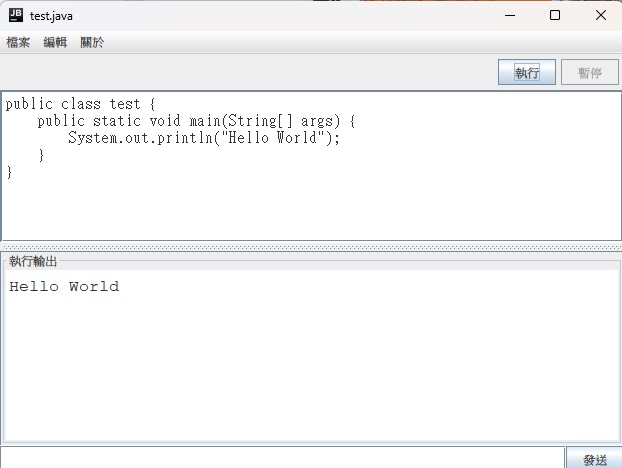 JB
test.java
檔案 編輯 關於
執行 暫停
public class test {
    public static void main(String[] args) {
        System.out.println("Hello World");
    }
}
執行輸出
Hello World
發送